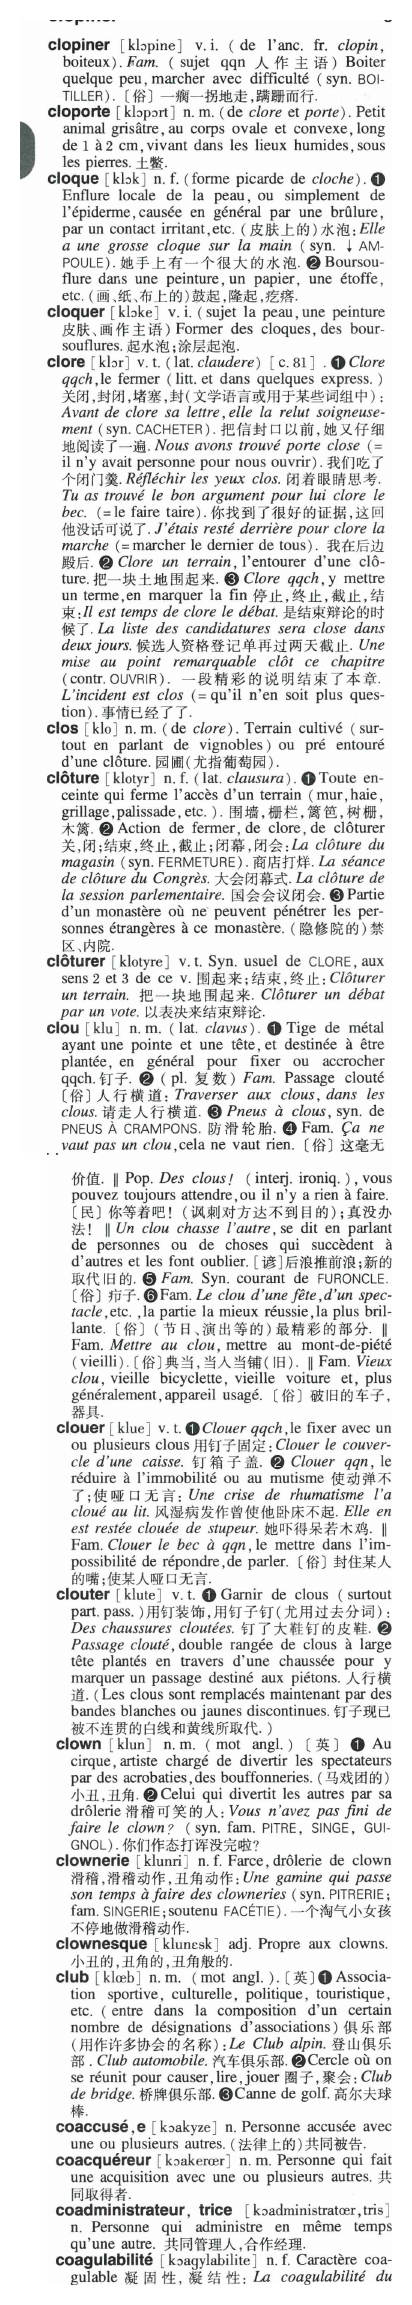 clopiner [klɔpine] v. i. ( de l'anc. fr. clopin,
boiteux). Fam. ( sujet qqn 人作主语) Boiter
quelque peu, marcher avec difficulté ( syn. BOI-
TILLER).〔俗〕一瘸一拐地走,蹒跚而行.
cloporte [klɔpɔrt] n. m. (de clore et porte). Petit
animal grisâtre, au corps ovale et convexe, long
de 1 à 2 cm, vivant dans les lieux humides, sous
les pierres. 土鳖.
cloque [klɔk] n. f. (forme picarde de cloche). ❶
Enflure locale de la peau, ou simplement de
l'épiderme, causée en général par une brûlure,
par un contact irritant, etc. (皮肤上的)水泡: Elle
a une grosse cloque sur la main (syn. ↓ AM-
POULE). 她手上有一个很大的水泡. ❷ Boursou-
flure dans une peinture, un papier, une étoffe,
etc. (画、纸、布上的)鼓起,隆起,疙瘩.
cloquer [klɔke] v. i. (sujet la peau, une peinture
皮肤、画作主语) Former des cloques, des bour-
souflures. 起水泡;涂层起泡.
clore [klɔr] v. t. (lat. claudere) [c. 81] . ❶ Clore
qqch, le fermer ( litt. et dans quelques express. )
关闭,封闭,堵塞,封(文学语言或用于某些词组中):
Avant de clore sa lettre, elle la relut soigneuse-
ment (syn. CACHETER). 把信封口以前,她又仔细
地阅读了一遍. Nous avons trouvé porte close (=
il n'y avait personne pour nous ouvrir). 我们吃了
个闭门羹. Réfléchir les yeux clos. 闭着眼睛思考.
Tu as trouvé le bon argument pour lui clore le
bec. (= le faire taire). 你找到了很好的证据,这回
他没话可说了. J'étais resté derrière pour clore la
marche (= marcher le dernier de tous). 我在后边
殿后. ❷ Clore un terrain, l'entourer d'une clô-
ture. 把一块土地围起来. ❸ Clore qqch, y mettre
un terme, en marquer la fin 停止,终止,截止,结
束: Il est temps de clore le débat. 是结束辩论的时
候了. La liste des candidatures sera close dans
deux jours. 候选人资格登记单再过两天截止. Une
mise au point remarquable clôt ce chapitre
(contr. OUVRIR). 一段精彩的说明结束了本章.
L'incident est clos (= qu'il n'en soit plus ques-
tion). 事情已经了了.
clos [klo] n. m. (de clore). Terrain cultivé ( sur-
tout en parlant de vignobles) ou pré entouré
d'une clôture. 园圃(尤指葡萄园).
clôture [klotyr] n. f. (lat. clausura). ❶ Toute en-
ceinte qui ferme l'accès d'un terrain (mur, haie,
grillage, palissade, etc. ). 围墙,栅栏,篱笆,树栅,
木篱. ❷ Action de fermer, de clore, de clôturer
关,闭;结束,终止,截止;闭幕,闭会: La clôture du
magasin (syn. FERMETURE). 商店打烊. La séance
de clôture du Congrès. 大会闭幕式. La clôture de
la session parlementaire. 国会会议闭会. ❸ Partie
d'un monastère où ne peuvent pénétrer les per-
sonnes étrangères à ce monastère. (隐修院的)禁
区、内院.
clôturer [klotyre] v. t. Syn. usuel de CLORE, aux
sens 2 et 3 de ce v. 围起来;结束,终止: Clôturer
un terrain. 把一块地围起来. Clôturer un débat
par un vote. 以表决来结束辩论.
clou [klu] n. m. (lat. clavus). ❶ Tige de métal
ayant une pointe et une tête, et destinée à être
plantée, en général pour fixer ou accrocher
qqch. 钉子. ❷ ( pl. 复数) Fam. Passage clouté
〔俗〕人行横道: Traverser aux clous, dans les
clous. 请走人行横道. ❸ Pneus à clous, syn. de
PNEUS À CRAMPONS. 防滑轮胎. ❹ Fam. Ça ne
vaut pas un clou, cela ne vaut rien. 〔俗〕这毫无
价值. ‖ Pop. Des clous! ( interj. ironiq. ), vous
pouvez toujours attendre, ou il n'y a rien à faire.
〔民〕你等着吧! (讽刺对方达不到目的);真没办
法! ‖ Un clou chasse l'autre, se dit en parlant
de personnes ou de choses qui succèdent à
d'autres et les font oublier. [谚]后浪推前浪;新的
取代旧的. ❺ Fam. Syn. courant de FURONCLE.
〔俗〕疖子. ❻ Fam. Le clou d'une fête, d'un spec-
tacle, etc. , la partie la mieux réussie, la plus bril-
lante. 〔俗〕(节日、演出等的)最精彩的部分. ‖
Fam. Mettre au clou, mettre au mont-de-piété
(vieilli). 〔俗〕典当,当入当铺(旧). ‖ Fam. Vieux
clou, vieille bicyclette, vieille voiture et, plus
généralement, appareil usagé. 〔俗〕破旧的车子,
器具.
clouer [klue] v. t. ❶ Clouer qqch, le fixer avec un
ou plusieurs clous 用钉子固定: Clouer le couver-
cle d'une caisse. 钉箱子盖. ❷ Clouer qqn, le
réduire à l'immobilité ou au mutisme 使动弹不
了;使哑口无言: Une crise de rhumatisme l'a
cloué au lit. 风湿病发作曾使他卧床不起. Elle en
est restée clouée de stupeur. 她吓得呆若木鸡. ‖
Fam. Clouer le bec à qqn, le mettre dans l'im-
possibilité de répondre, de parler. 〔俗〕封住某人
的嘴;使某人哑口无言.
clouter [klute] v. t. ❶ Garnir de clous ( surtout
part. pass. )用钉装饰,用钉子钉(尤用过去分词):
Des chaussures cloutées. 钉了大鞋钉的皮鞋. ❷
Passage clouté, double rangée de clous à large
tête plantés en travers d'une chaussée pour y
marquer un passage destiné aux piétons. 人行横
道. (Les clous sont remplacés maintenant par des
bandes blanches ou jaunes discontinues. 钉子现已
被不连贯的白线和黄线所取代. )
clown [klun] n. m. ( mot angl. ) 〔英〕 ❶ Au
cirque, artiste chargé de divertir les spectateurs
par des acrobaties, des bouffonneries. (马戏团的)
小丑,丑角. ❷ Celui qui divertit les autres par sa
drôlerie 滑稽可笑的人: Vous n'avez pas fini de
faire le clown? ( syn. fam. PITRE, SINGE, GUI-
GNOL). 你们作态打诨没完啦?
clownerie [klunri] n. f. Farce, drôlerie de clown
滑稽,滑稽动作,丑角动作: Une gamine qui passe
son temps à faire des clowneries (syn. PITRERIE;
fam. SINGERIE; soutenu FACÉTIE). 一个淘气小女孩
不停地做滑稽动作.
clownesque [klunɛsk] adj. Propre aux clowns.
小丑的,丑角的,丑角般的.
club [klœb] n. m. ( mot angl. ). 〔英〕❶ Associa-
tion sportive, culturelle, politique, touristique,
etc. ( entre dans la composition d'un certain
nombre de désignations d'associations) 俱乐部
(用作许多协会的名称): Le Club alpin. 登山俱乐
部. Club automobile. 汽车俱乐部. ❷ Cercle où on
se réunit pour causer, lire, jouer 圈子,聚会: Club
de bridge. 桥牌俱乐部. ❸ Canne de golf. 高尔夫球
棒.
coaccusé, e [kɔakyze] n. Personne accusée avec
une ou plusieurs autres. (法律上的)共同被告.
coacquéreur [kɔakerœr] n. m. Personne qui fait
une acquisition avec une ou plusieurs autres. 共
同取得者.
coadministrateur, trice [kɔadministratœr, tris]
n. Personne qui administre en même temps
qu'une autre. 共同管理人,合作经理.
coagulabilité [kɔagylabilite] n. f. Caractère coa-
gulable 凝固性,凝结性: La coagulabilité du